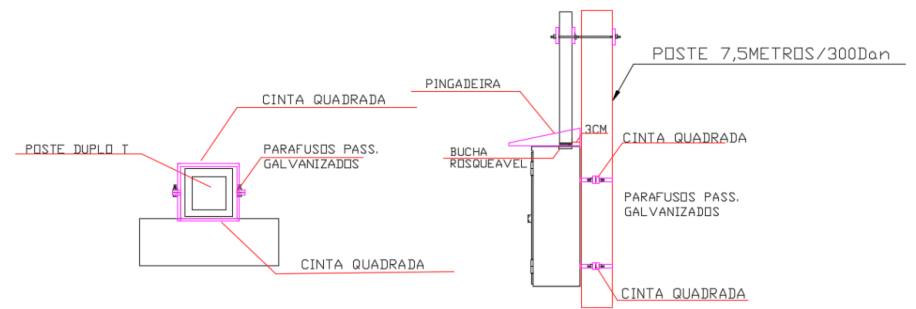 CINTA QUADRADA
POSTE DUPLO T
PARAFUSOS PASS.
GALVANIZADOS
CINTA QUADRADA
POSTE 7,5METROS/300Dan
PINGADEIRA
3CM
BUCHA
ROSQUEAVEL
CINTA QUADRADA
PARAFUSOS PASS.
GALVANIZADOS
CINTA QUADRADA